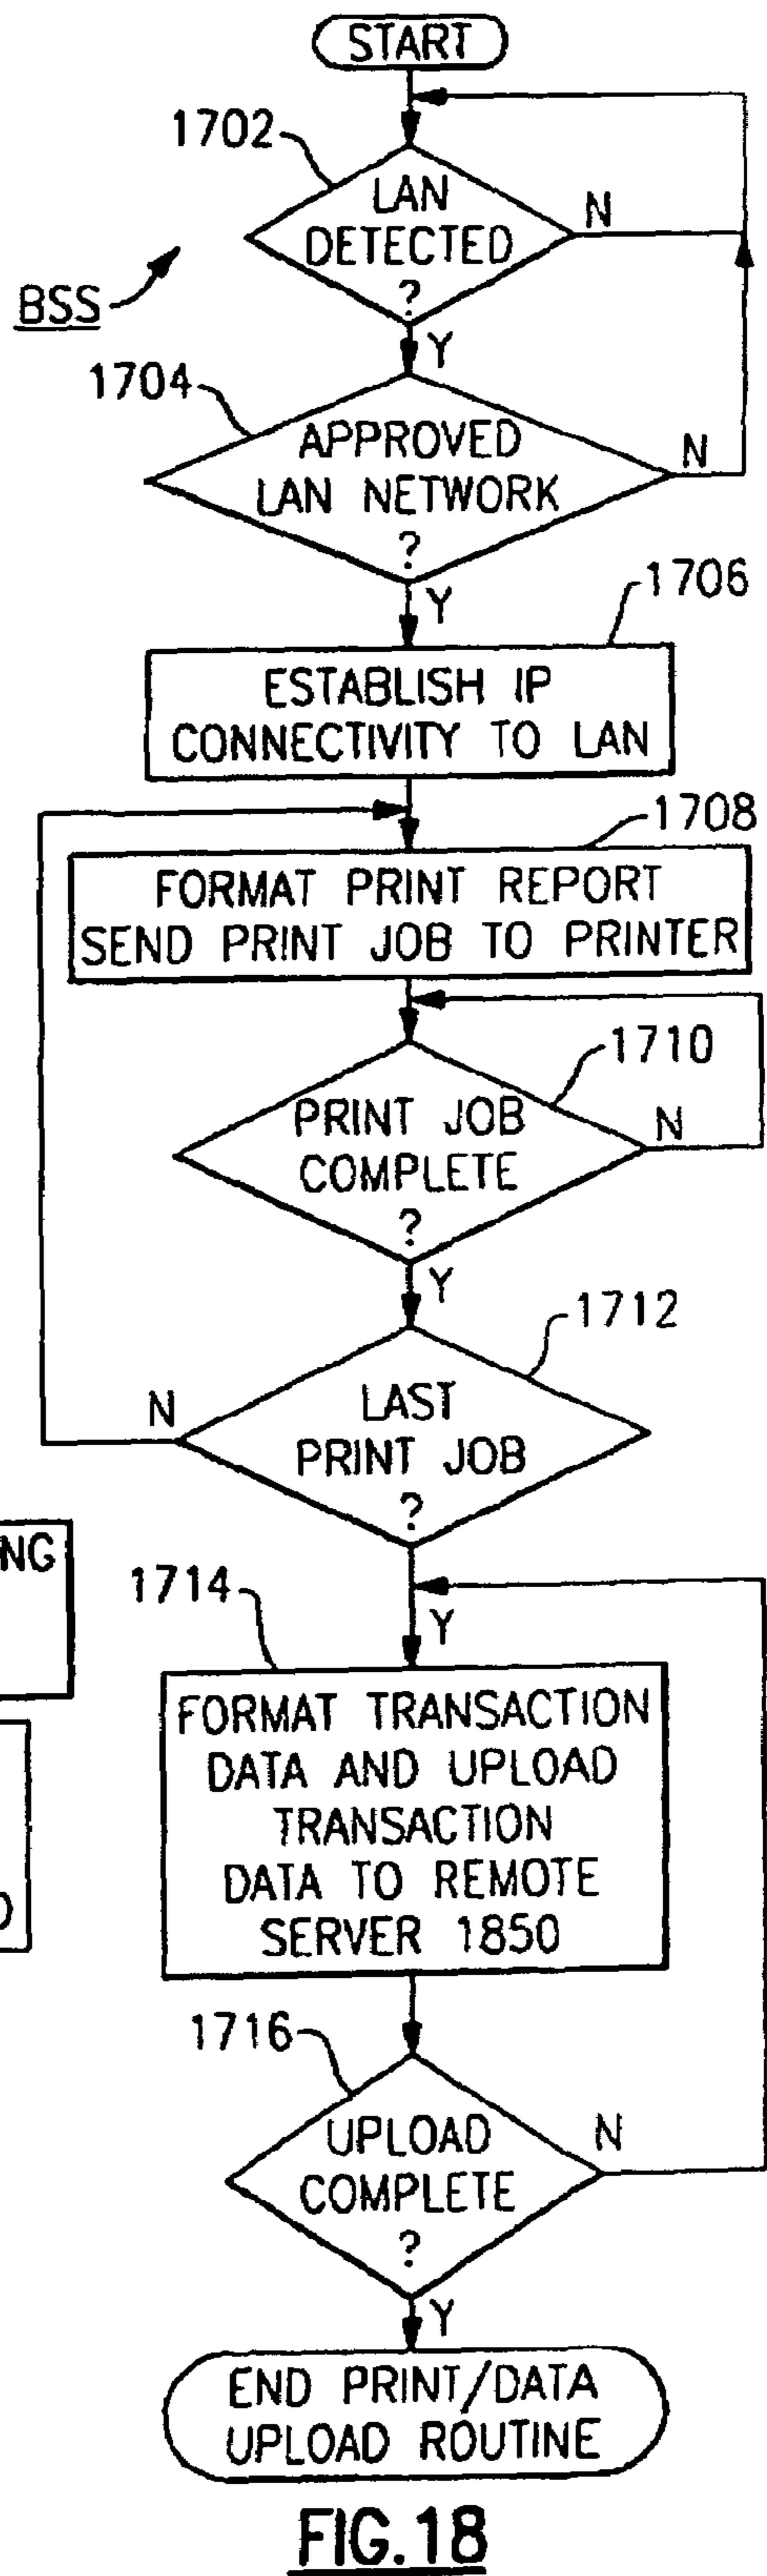 START
1702
LAN
DETECTED
?
N
BSS
Y
1704
APPROVED
LAN NETWORK
?
N
Y
1706
ESTABLISH IP
CONNECTIVITY TO LAN
1708
FORMAT PRINT REPORT
SEND PRINT JOB TO PRINTER
1710
PRINT JOB
COMPLETE
?
N
Y
1712
N
LAST
PRINT JOB
?
NG
1714
Y
FORMAT TRANSACTION
DATA AND UPLOAD
TRANSACTION
DATA TO REMOTE
SERVER 1850
1716
UPLOAD
COMPLETE
?
N
Y
END PRINT/DATA
UPLOAD ROUTINE
FIG.18